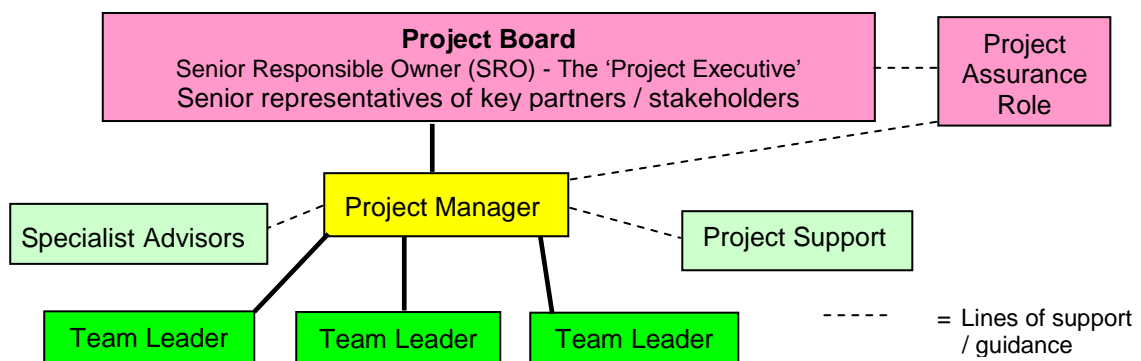 Project Board
Senior Responsible Owner (SRO) - The ‘Project Executive’
Senior representatives of key partners / stakeholders
Project
Assurance
Role
Project Manager
Specialist Advisors
Project Support
Team Leader
Team Leader
Team Leader
= Lines of support
/ guidance